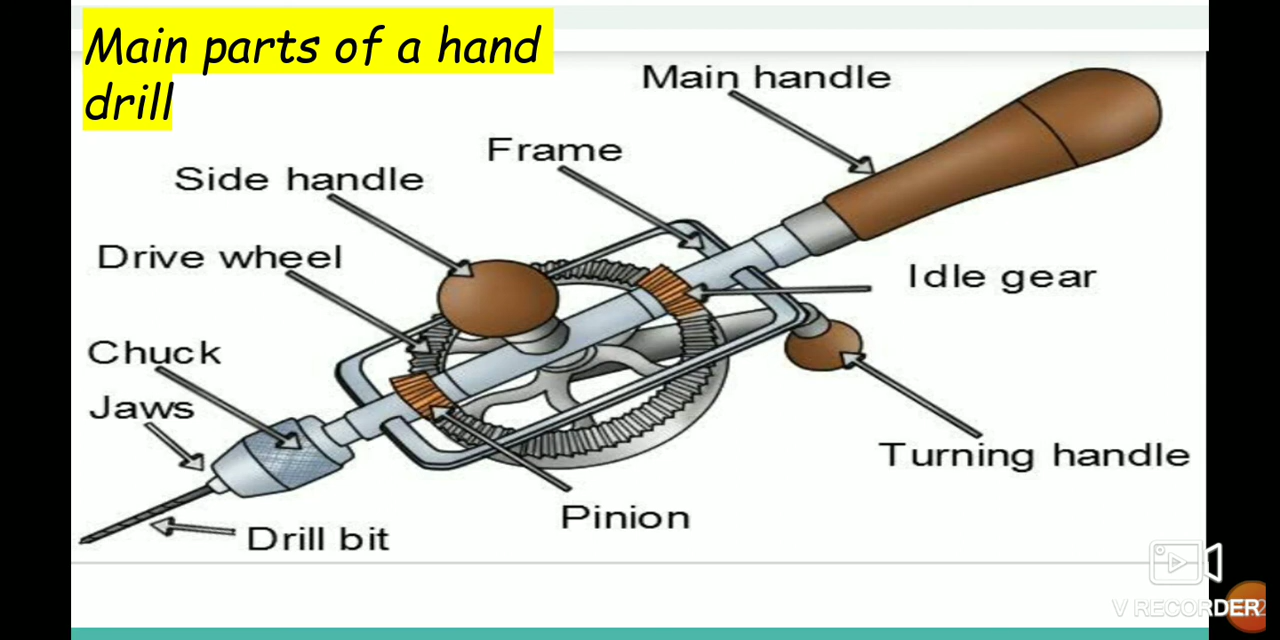 Main parts of a hand
drill
Main handle
Frame
Side handle
Drive wheel
Idle gear
Chuck
Jaws
Turning handle
Pinion
Drill bit
V RECORDER